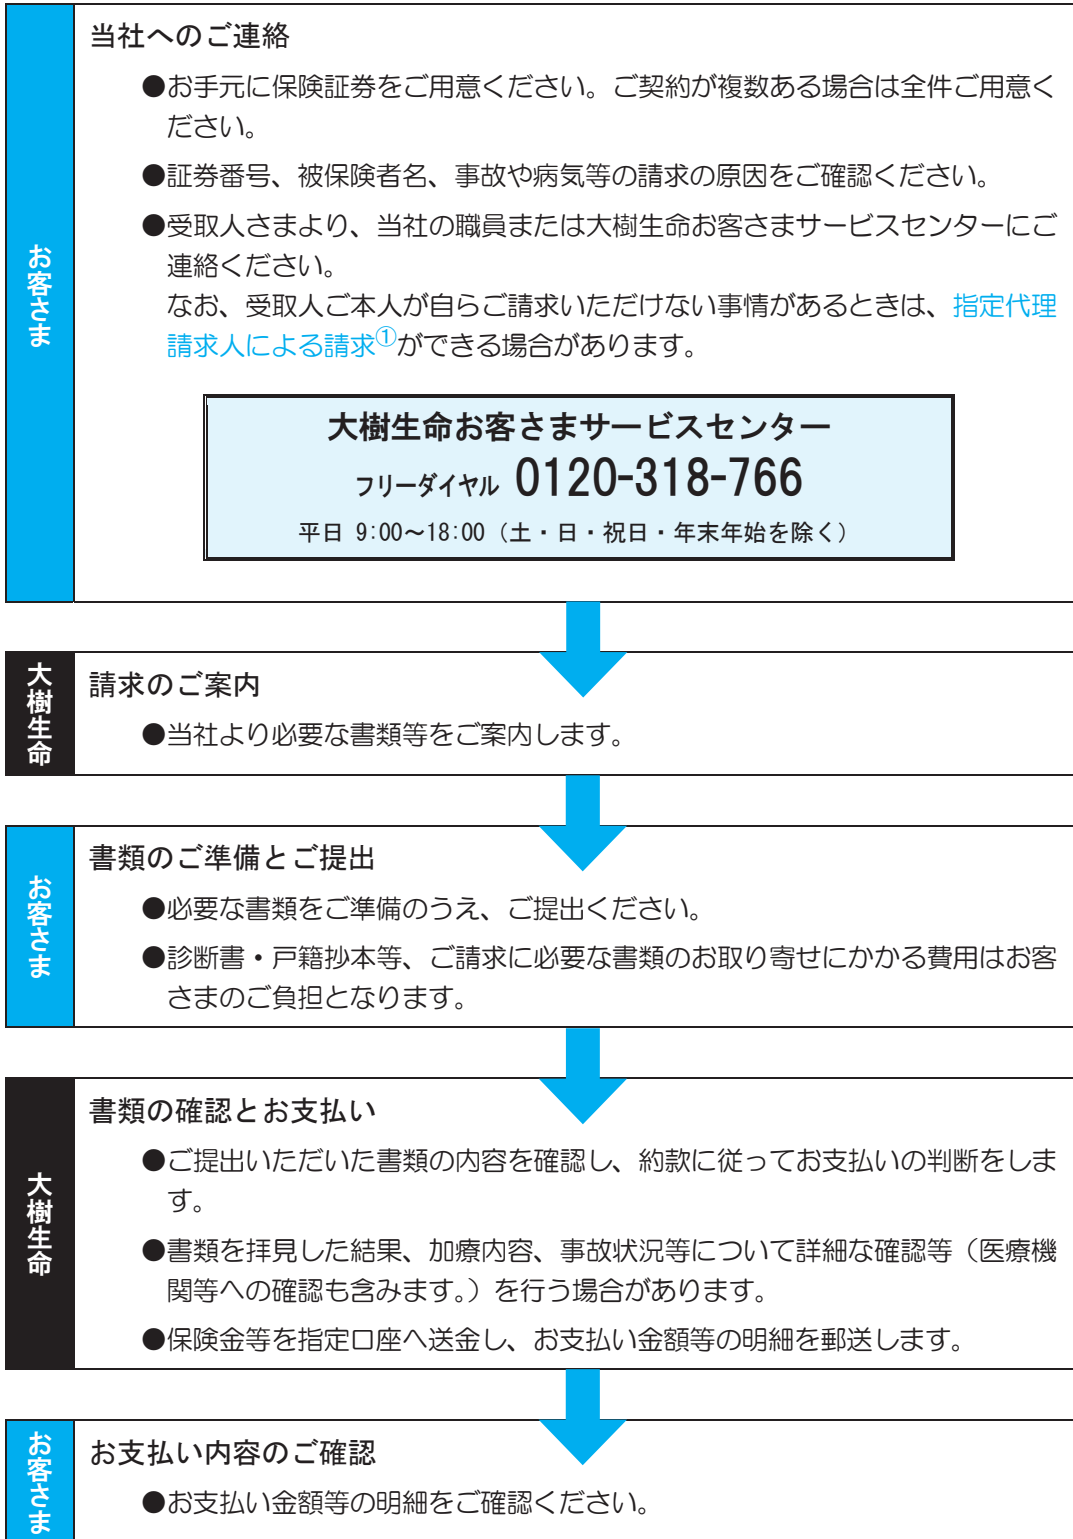 お客さま
当社へのご連絡
●お手元に保険証券をご用意ください。ご契約が複数ある場合は全件ご用意く
ださい。
●証券番号、被保険者名、事故や病気等の請求の原因をご確認ください。
●受取人さまより、当社の職員または大樹生命お客さまサービスセンターにご
連絡ください。
なお、受取人ご本人が自らご請求いただけない事情があるときは、指定代理
請求人による請求①ができる場合があります。
大樹生命お客さまサービスセンター
フリーダイヤル 0120-318-766
平日 9:00〜18:00（土・日・祝日・年末年始を除く）
大樹生命
請求のご案内
●当社より必要な書類等をご案内します。
お客さま
書類のご準備とご提出
●必要な書類をご準備のうえ、ご提出ください。
●診断書・戸籍抄本等、ご請求に必要な書類のお取り寄せにかかる費用はお客
さまのご負担となります。
大樹生命
書類の確認とお支払い
●ご提出いただいた書類の内容を確認し、約款に従ってお支払いの判断をしま
す。
●書類を拝見した結果、加療内容、事故状況等について詳細な確認等（医療機
関等への確認も含みます。）を行う場合があります。
●保険金等を指定口座へ送金し、お支払い金額等の明細を郵送します。
お客さま
お支払い内容のご確認
●お支払い金額等の明細をご確認ください。